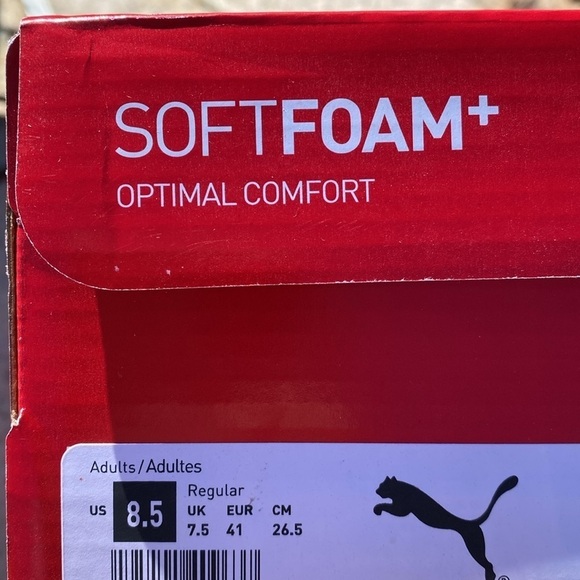 SOFTFOAM+
OPTIMAL COMFORT
Adults/Adultes
Regular
US 8.5 UK EUR CM
7.5 41 26.5
®